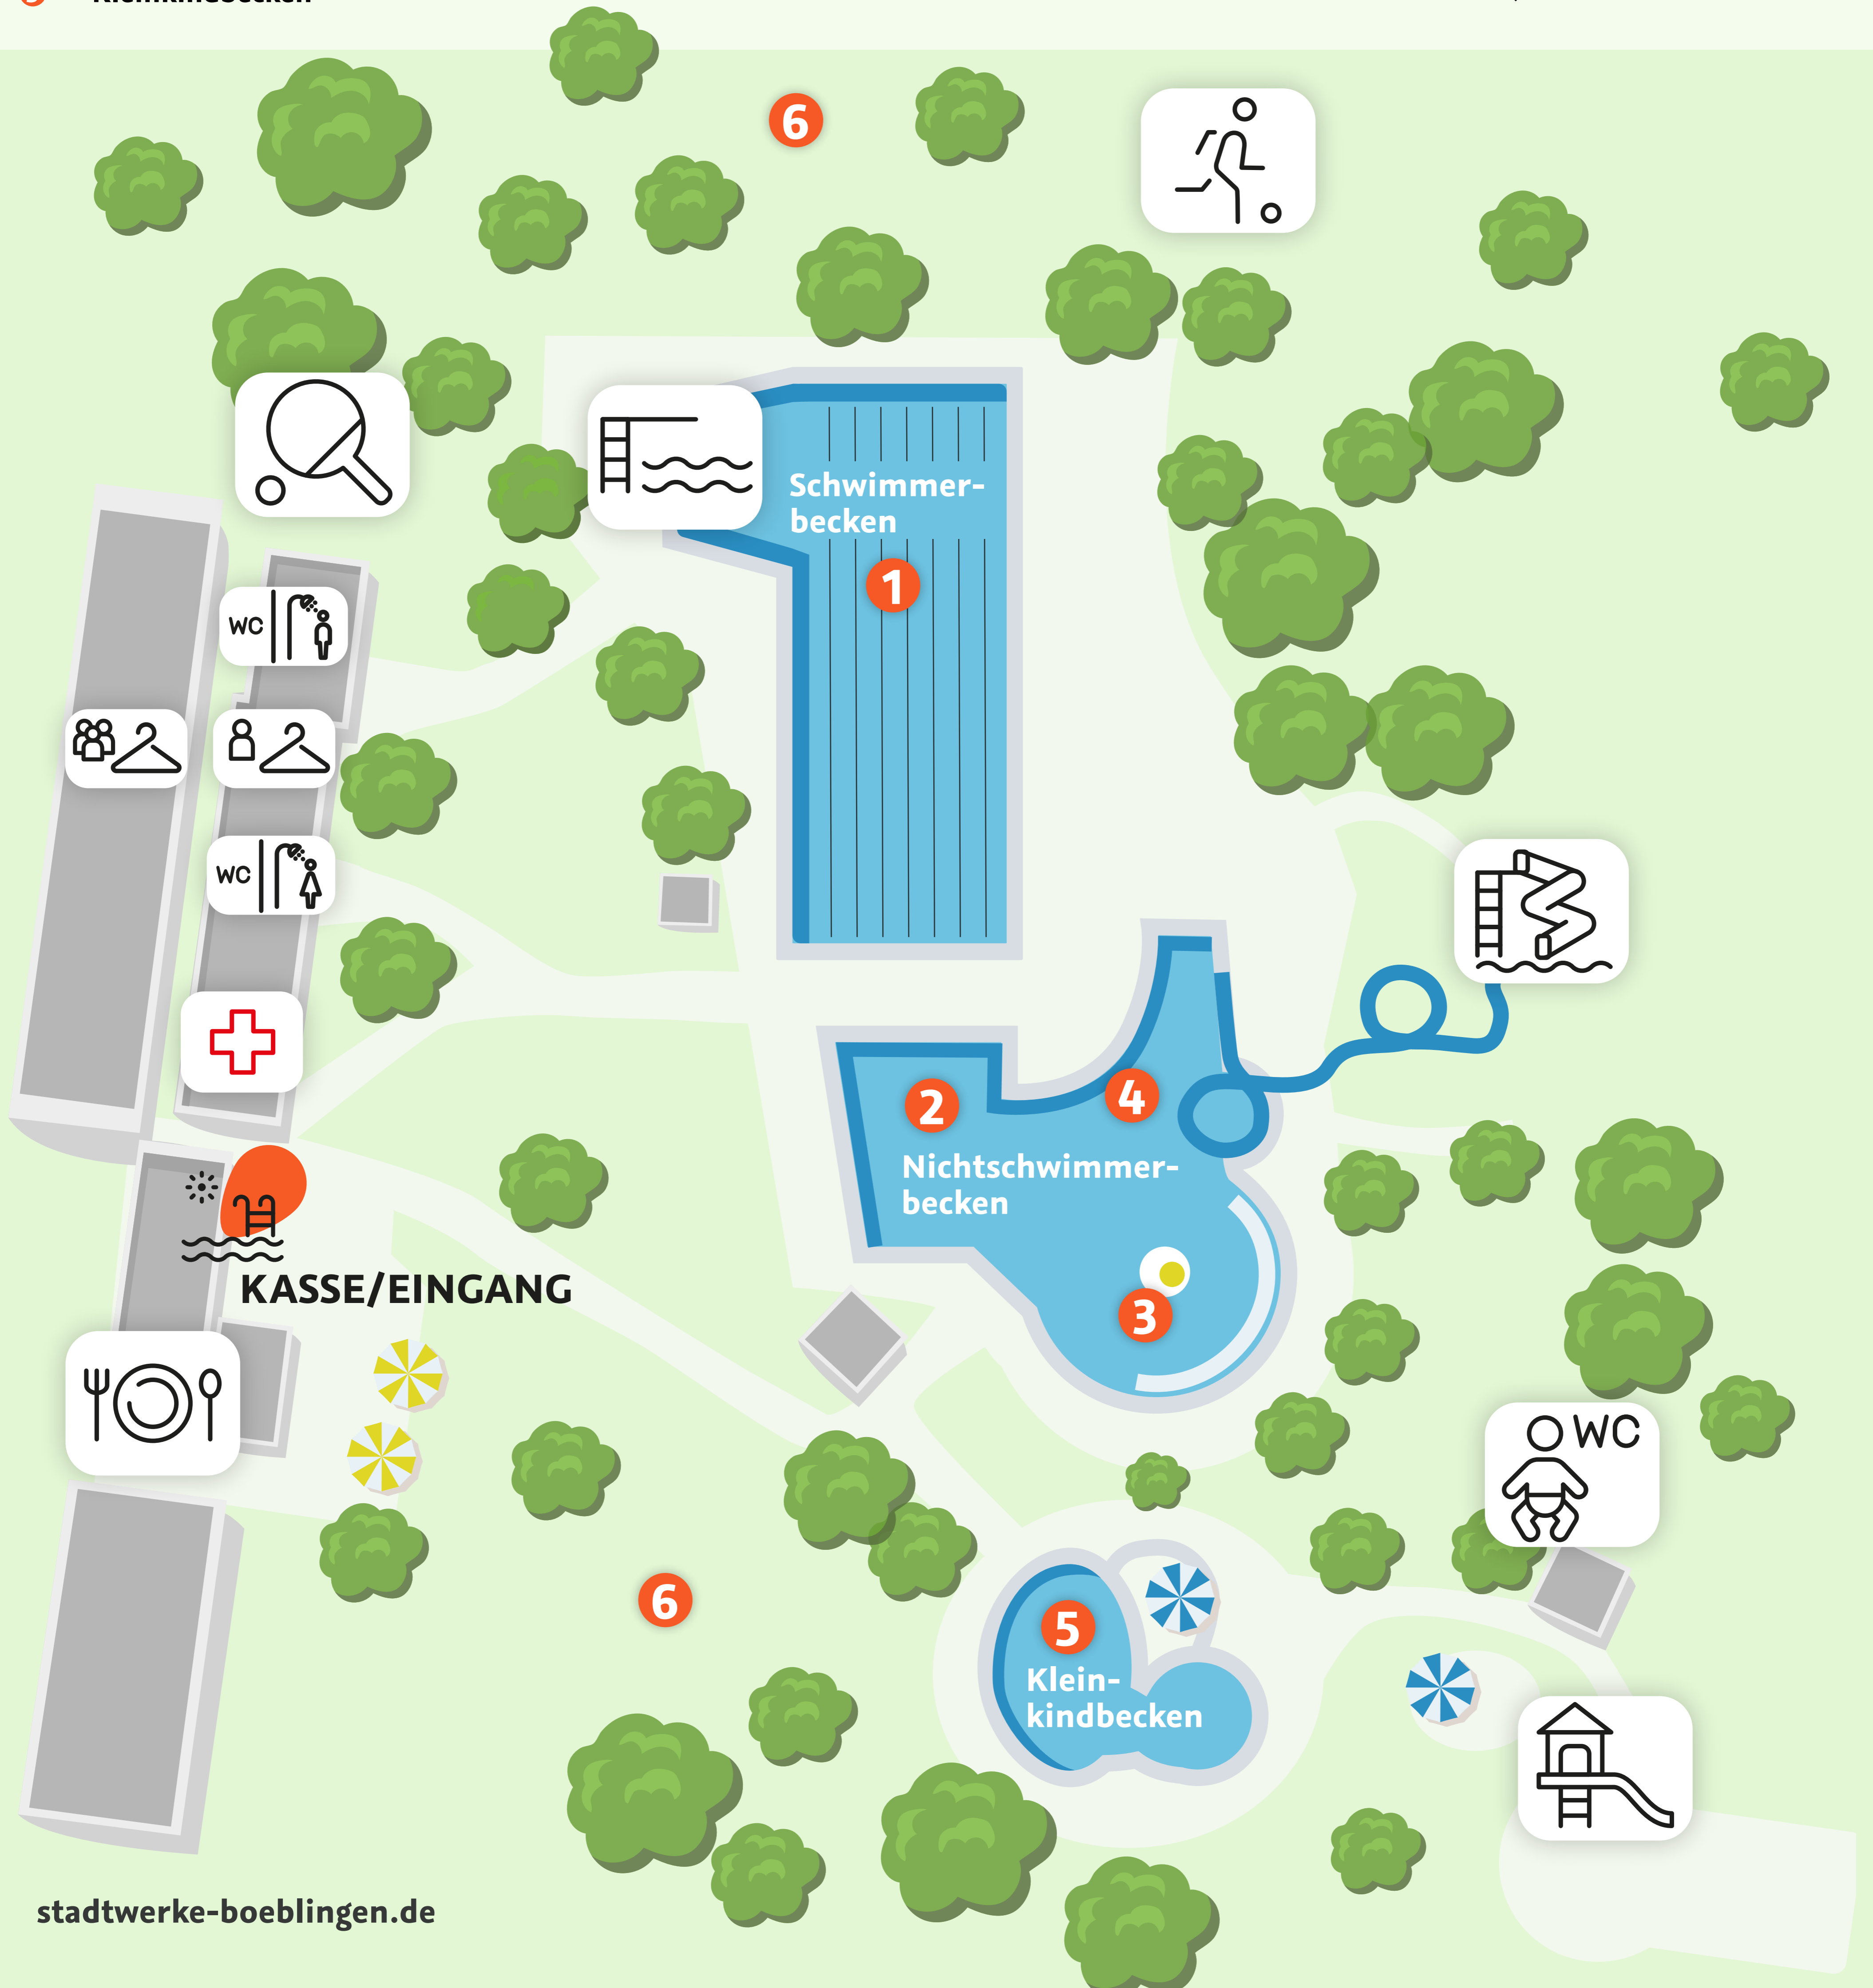 6
Schwimmer-
becken
1
WC
WC
2
4
Nichtschwimmer-
becken
3
KASSE/EINGANG
WC
6
5
Klein-
kindbecken
stadtwerke-boeblingen.de